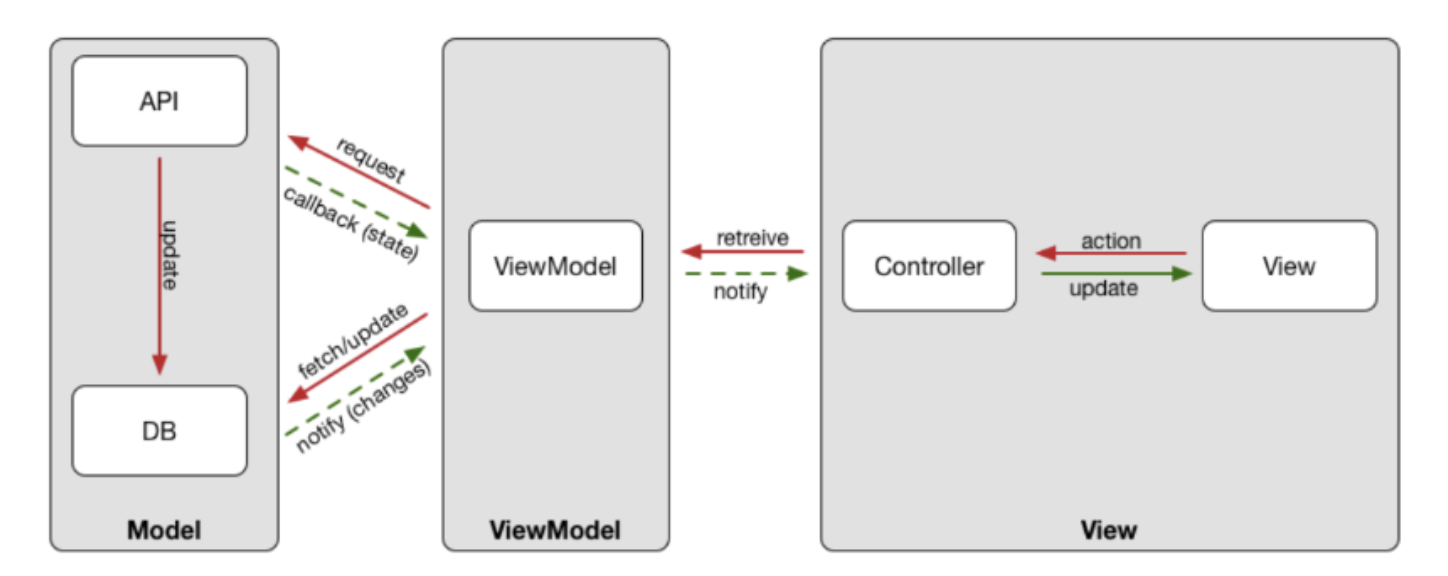 API
request
callback (state)
update
ViewModel
retreive
notify
Controller
action
update
View
fetch/update
notify (changes)
DB
Model
ViewModel
View